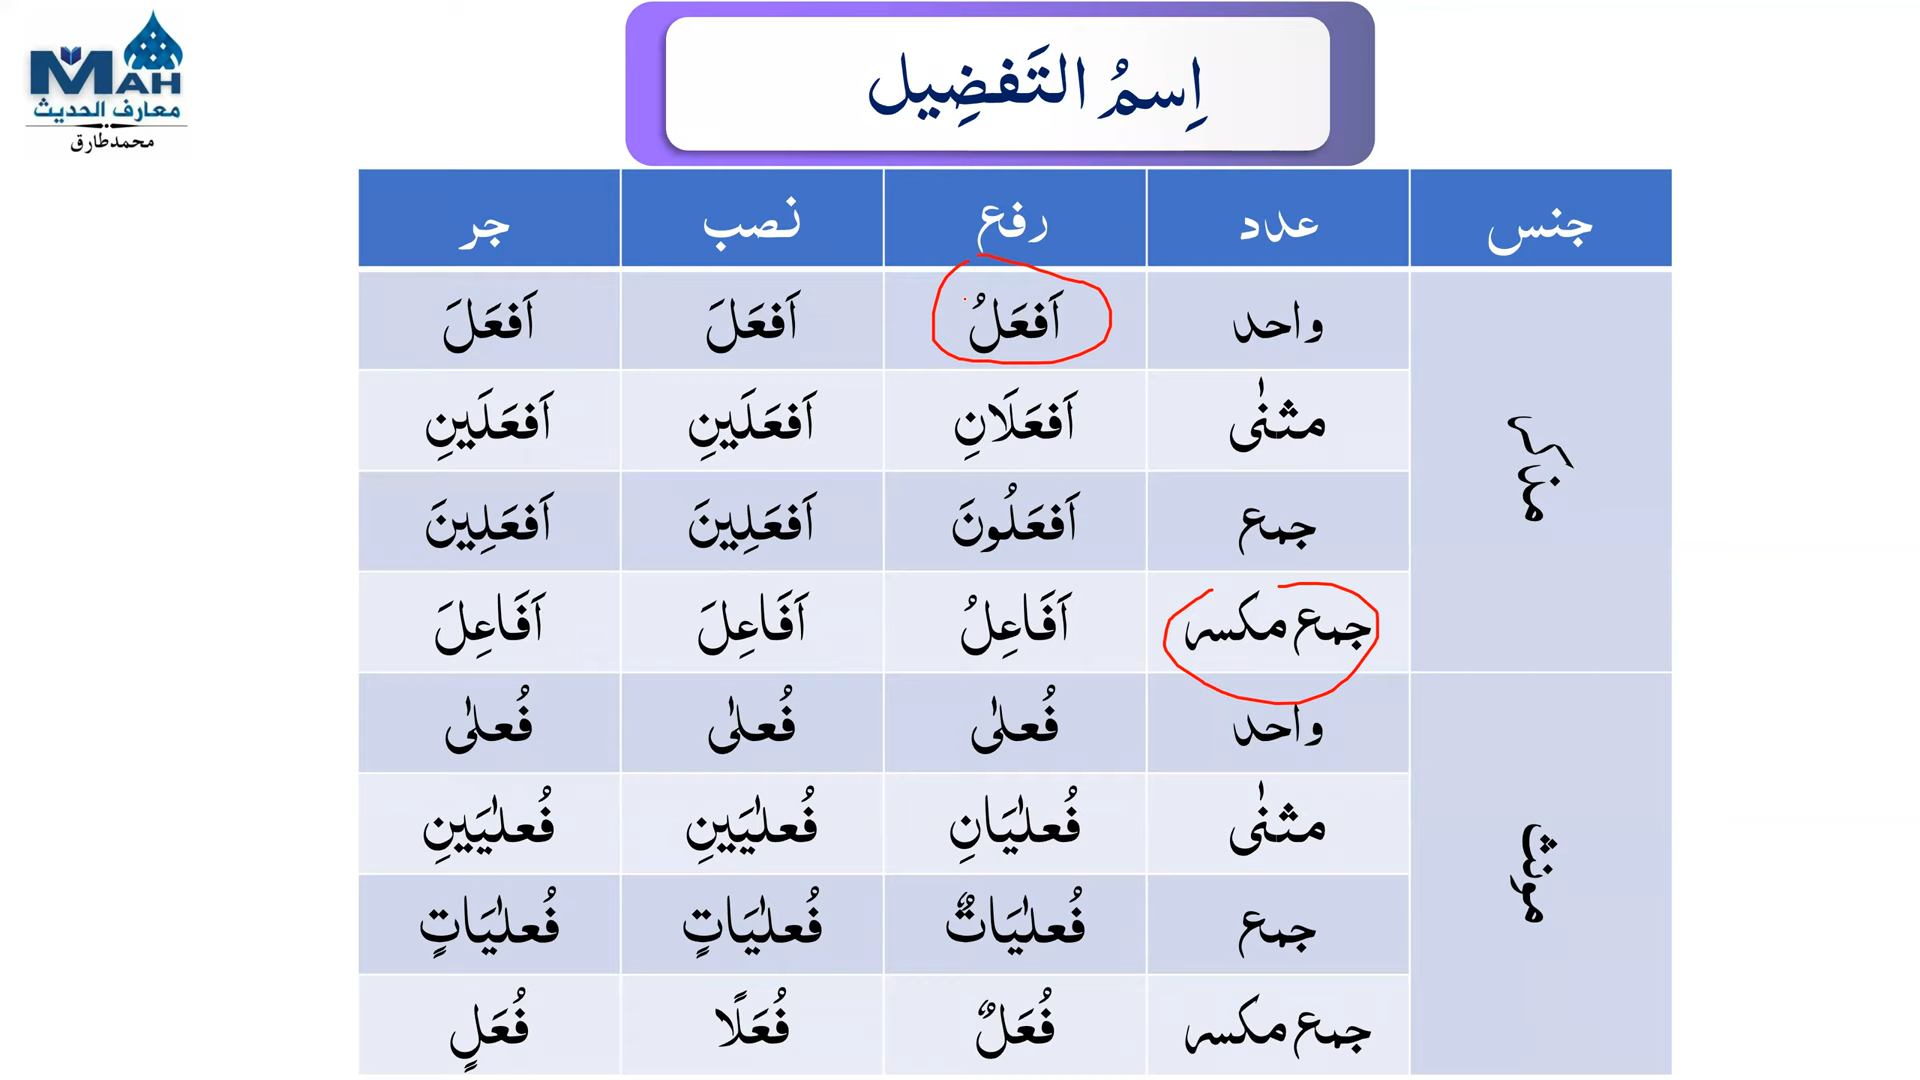 MAH
معارف الحدیث
محمد طارق
اِسمُ التَفضِیل
جنس عدد رفع نصب جر
مذکر
واحد اَفعَلُ اَفعَلَ اَفعَلَ
مثنٰی اَفعَلَانِ اَفعَلَینِ اَفعَلَینِ
جمع اَفعَلُونَ اَفعَلِینَ اَفعَلِینَ
جمع مکسر اَفَاعِلُ اَفَاعِلَ اَفَاعِلَ
مونث
واحد فُعلٰی فُعلٰی فُعلٰی
مثنٰی فُعلٰیَانِ فُعلٰیَینِ فُعلٰیَینِ
جمع فُعلٰیَاتٌ فُعلٰیَاتٍ فُعلٰیَاتٍ
جمع مکسر فُعَلٌ فُعَلًا فُعَلٍ